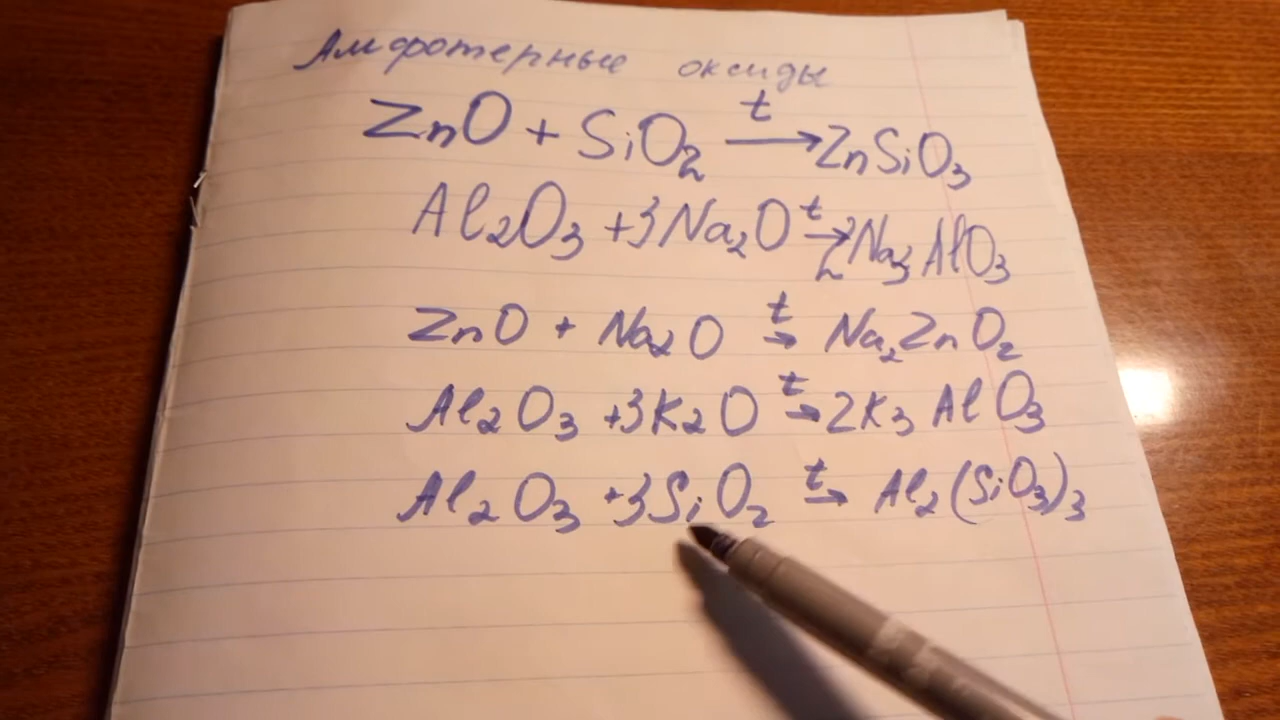 Амфотерные оксиды
ZnO + SiO₂ →ᵗ ZnSiO₃
Al₂O₃ + 3Na₂O →ᵗ 2Na₃AlO₃
ZnO + Na₂O →ᵗ Na₂ZnO₂
Al₂O₃ + 3K₂O →ᵗ 2K₃AlO₃
Al₂O₃ + 3SiO₂ →ᵗ Al₂(SiO₃)₃